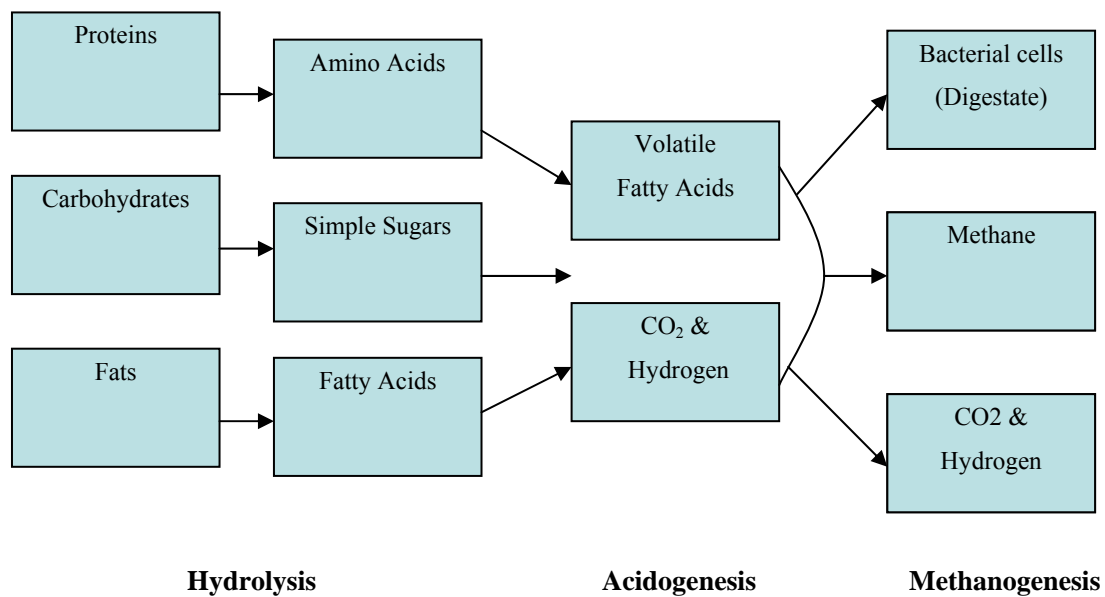 Proteins
Amino Acids
Volatile
Fatty Acids
Bacterial cells
(Digestate)
Carbohydrates
Simple Sugars
Methane
Fats
Fatty Acids
CO₂ &
Hydrogen
CO2 &
Hydrogen
Hydrolysis
Acidogenesis
Methanogenesis